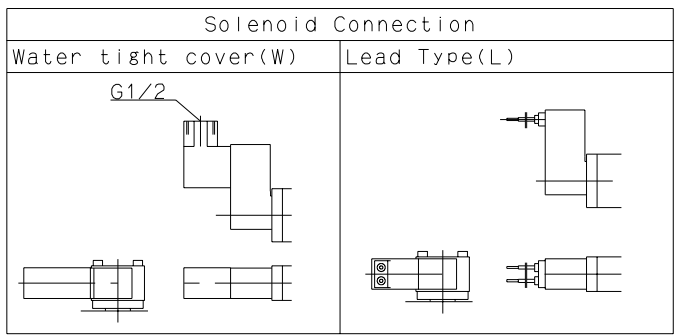 Solenoid Connection
Water tight cover(W)
Lead Type(L)
G1/2